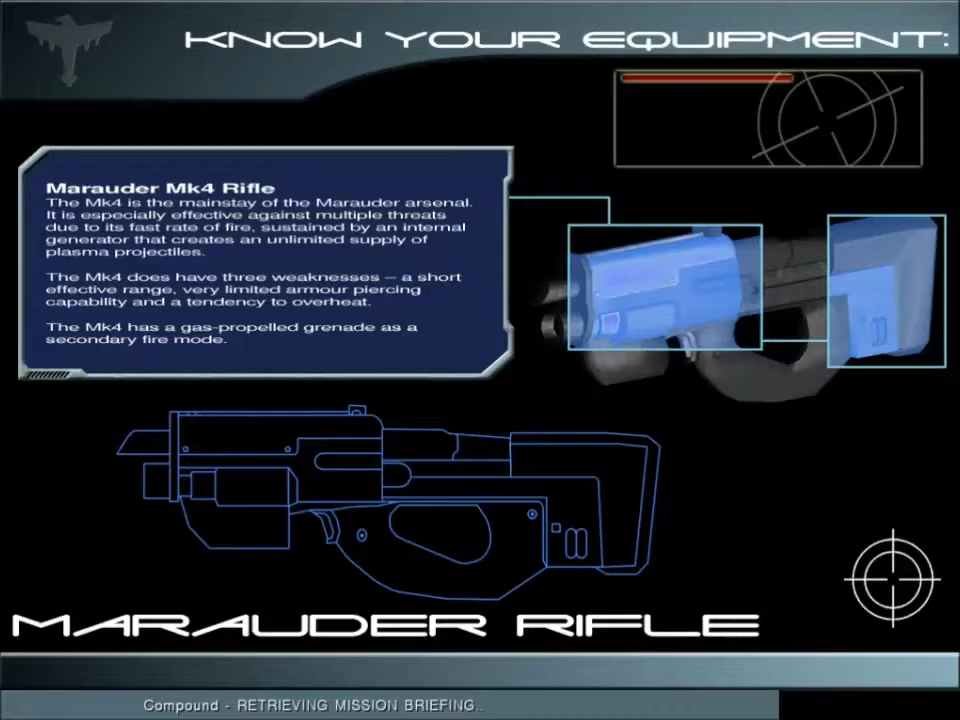 KNOW YOUR EQUIPMENT:
Marauder Mk4 Rifle
The Mk4 is the mainstay of the Marauder arsenal.
It is especially effective against multiple threats
due to its fast rate of fire, sustained by an internal
generator that creates an unlimited supply of
plasma projectiles.
The Mk4 does have three weaknesses – a short
effective range, very limited armour piercing
capability and a tendency to overheat.
The Mk4 has a gas-propelled grenade as a
secondary fire mode.
MARAUDER RIFLE
Compound - RETRIEVING MISSION BRIEFING..